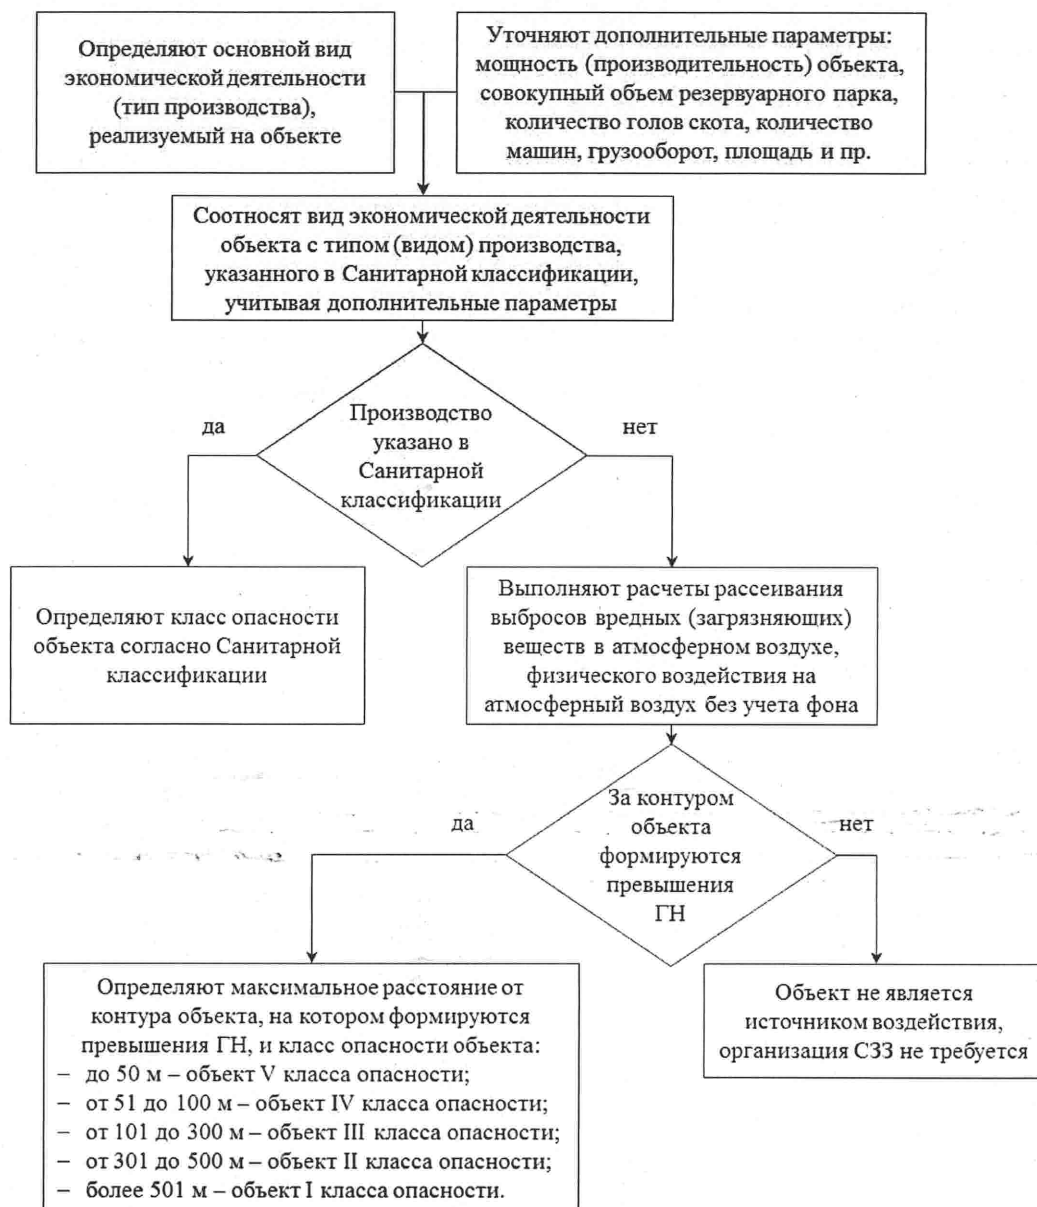 Определяют основной вид
экономической деятельности
(тип производства),
реализуемый на объекте
Уточняют дополнительные параметры:
мощность (производительность) объекта,
совокупный объем резервуарного парка,
количество голов скота, количество
машин, грузооборот, площадь и пр.
Соотносят вид экономической деятельности
объекта с типом (видом) производства,
указанного в Санитарной классификации,
учитывая дополнительные параметры
Производство
указано в
Санитарной
классификации
да
нет
Определяют класс опасности
объекта согласно Санитарной
классификации
Выполняют расчеты рассеивания
выбросов вредных (загрязняющих)
веществ в атмосферном воздухе,
физического воздействия на
атмосферный воздух без учета фона
За контуром
объекта
формируются
превышения
ГН
да
нет
Определяют максимальное расстояние от
контура объекта, на котором формируются
превышения ГН, и класс опасности объекта:
– до 50 м – объект V класса опасности;
– от 51 до 100 м – объект IV класса опасности;
– от 101 до 300 м – объект III класса опасности;
– от 301 до 500 м – объект II класса опасности;
– более 501 м – объект I класса опасности.
Объект не является
источником воздействия,
организация СЗЗ не требуется